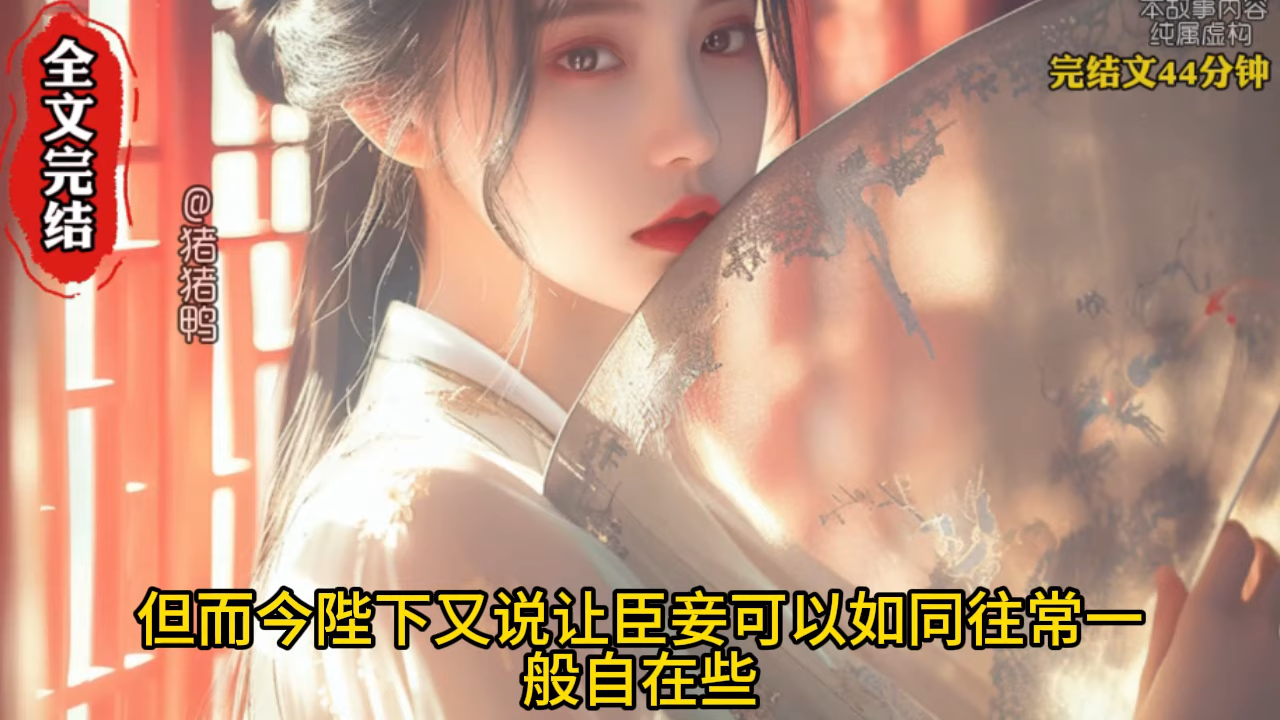 本故事内容
纯属虚构
完结文44分钟
全文完结
@猪猪鸭
但而今陛下又说让臣妾可以如同往常一
般自在些